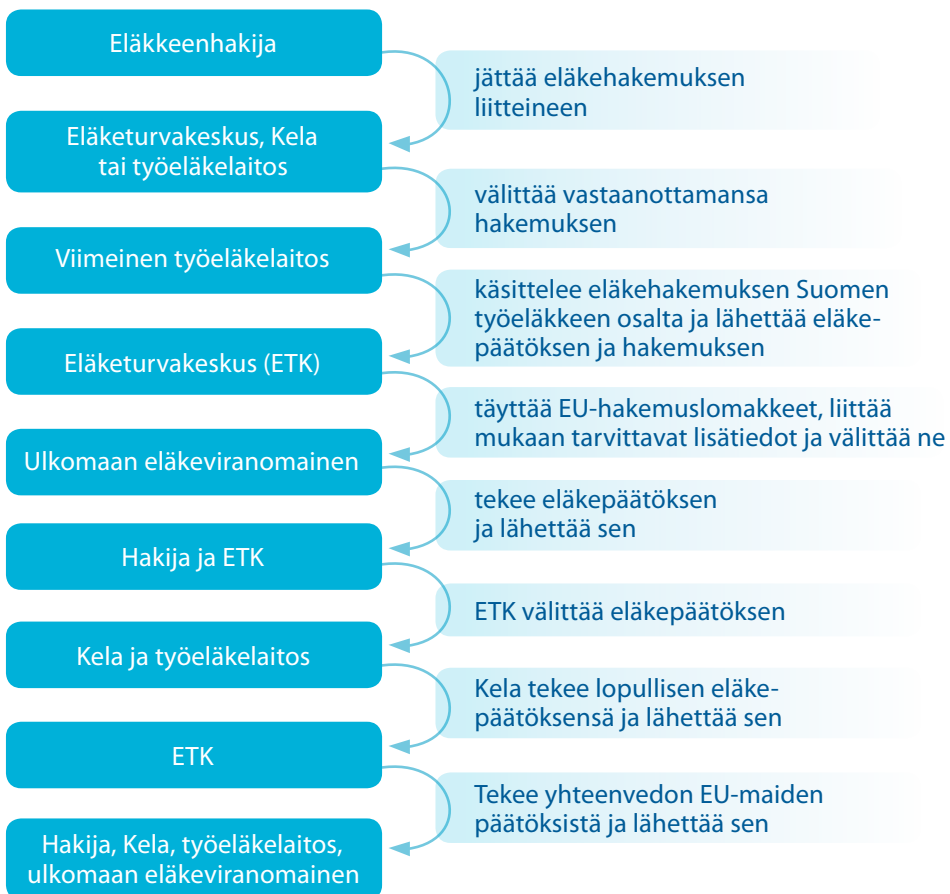 Eläkkeenhakija
jättää eläkehakemuksen
liitteineen
Eläketurvakeskus, Kela
tai työeläkelaitos
välittää vastaanottamansa
hakemuksen
Viimeinen työeläkelaitos
käsittelee eläkehakemuksen Suomen
työeläkkeen osalta ja lähettää eläke-
päätöksen ja hakemuksen
Eläketurvakeskus (ETK)
täyttää EU-hakemuslomakkeet, liittää
mukaan tarvittavat lisätiedot ja välittää ne
Ulkomaan eläkeviranomainen
tekee eläkepäätöksen
ja lähettää sen
Hakija ja ETK
ETK välittää eläkepäätöksen
Kela ja työeläkelaitos
Kela tekee lopullisen eläke-
päätöksensä ja lähettää sen
ETK
Tekee yhteenvedon EU-maiden
päätöksistä ja lähettää sen
Hakija, Kela, työeläkelaitos,
ulkomaan eläkeviranomainen